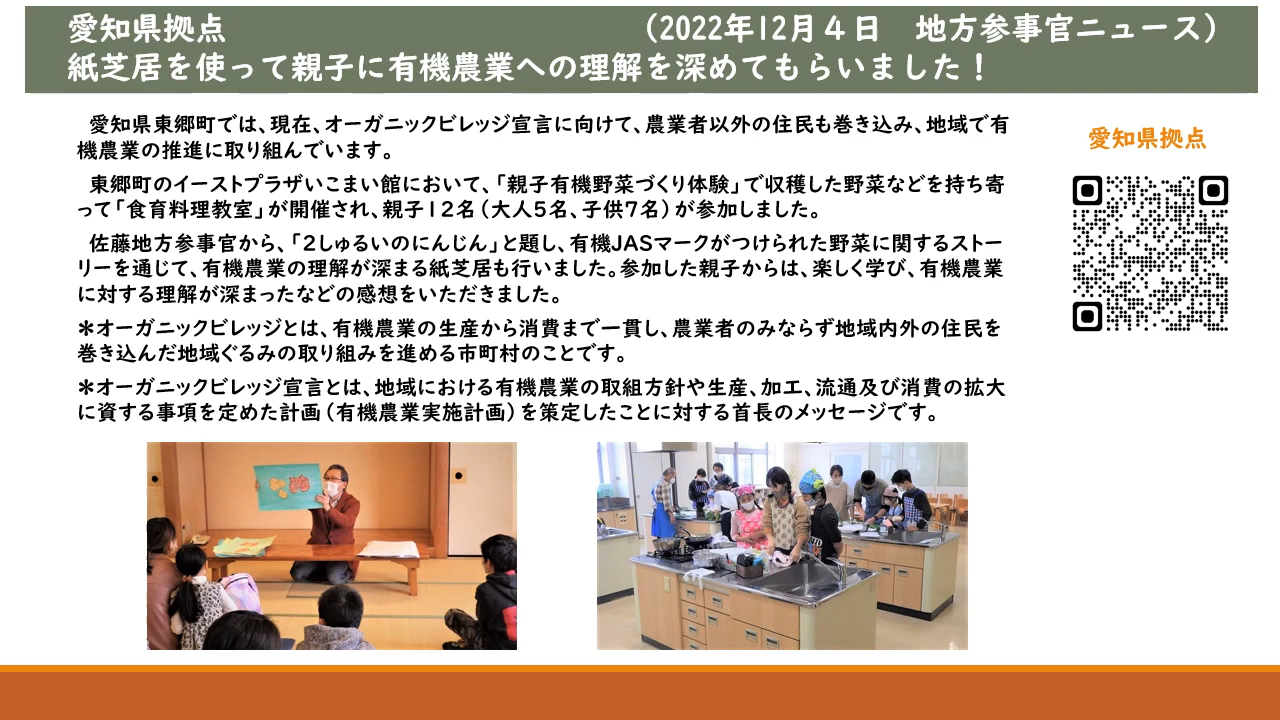 愛知県拠点　（2022年12月４日　地方参事官ニュース）
紙芝居を使って親子に有機農業への理解を深めてもらいました！
愛知県東郷町では、現在、オーガニックビレッジ宣言に向けて、農業者以外の住民も巻き込み、地域で有
機農業の推進に取り組んでいます。
東郷町のイーストプラザいこまい館において、「親子有機野菜づくり体験」で収穫した野菜などを持ち寄
って「食育料理教室」が開催され、親子１２名（大人５名、子供７名）が参加しました。
佐藤地方参事官から、「２しゅるいのにんじん」と題し、有機JASマークがつけられた野菜に関するストー
リーを通じて、有機農業の理解が深まる紙芝居も行いました。参加した親子からは、楽しく学び、有機農業
に対する理解が深まったなどの感想をいただきました。
＊オーガニックビレッジとは、有機農業の生産から消費まで一貫し、農業者のみならず地域内外の住民を
巻き込んだ地域ぐるみの取り組みを進める市町村のことです。
＊オーガニックビレッジ宣言とは、地域における有機農業の取組方針や生産、加工、流通及び消費の拡大
に資する事項を定めた計画（有機農業実施計画）を策定したことに対する首長のメッセージです。
愛知県拠点